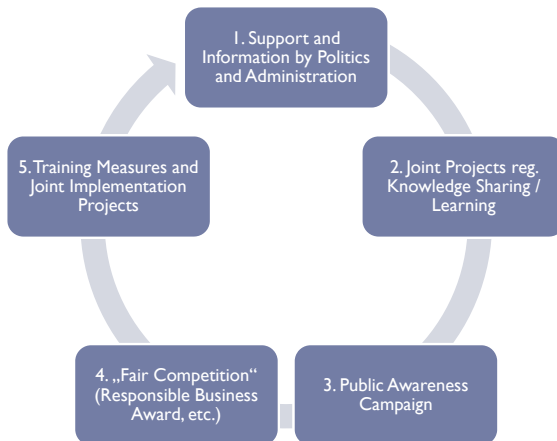 1. Support and
Information by Politics
and Administration
2. Joint Projects reg.
Knowledge Sharing /
Learning
3. Public Awareness
Campaign
4. „Fair Competition“
(Responsible Business
Award, etc.)
5. Training Measures and
Joint Implementation
Projects